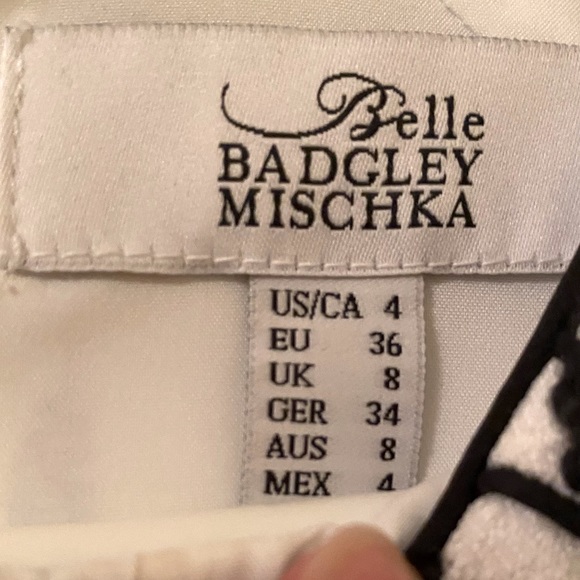 Belle
BADGLEY
MISCHKA
US/CA 4
EU 36
UK 8
GER 34
AUS 8
MEX 4